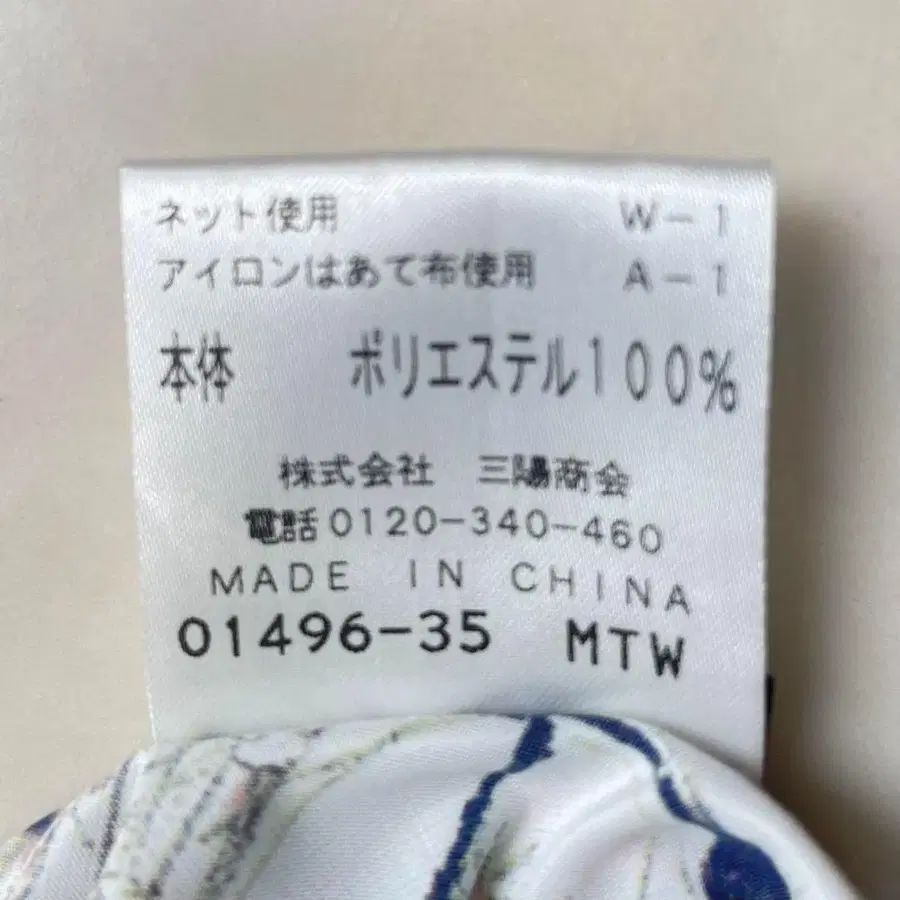 ネット使用 W-1
アイロンはあて布使用 A-1
本体 ポリエステル100%
株式会社 三陽商会
電話0120-340-460
MADE IN CHINA
01496-35 MTW